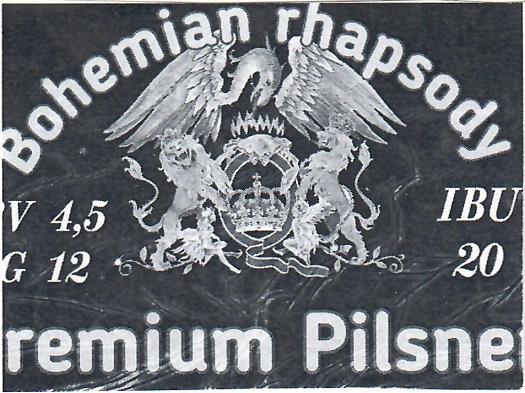 Bohemian rhapsody
V 4,5
G 12
IBU
20
remium Pilsne